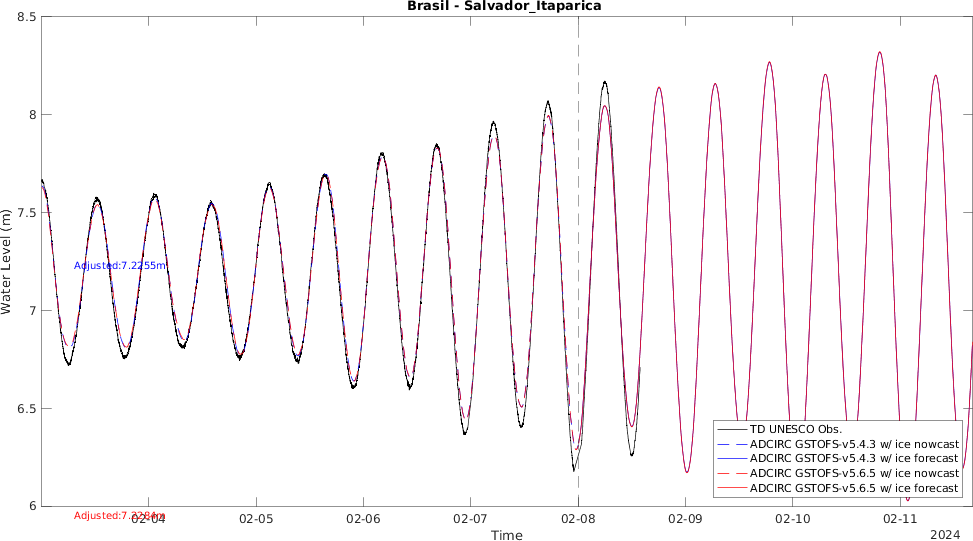 Brasil - Salvador_Itaparica
8.5
8
7.5
7
6.5
6
Water Level (m)
Adjusted:7.2255m
Adjusted:7.2284m
TD UNESCO Obs.
ADCIRC GSTOFS-v5.4.3 w/ ice nowcast
ADCIRC GSTOFS-v5.4.3 w/ ice forecast
ADCIRC GSTOFS-v5.6.5 w/ ice nowcast
ADCIRC GSTOFS-v5.6.5 w/ ice forecast
02-04 02-05 02-06 02-07 02-08 02-09 02-10 02-11
Time
2024